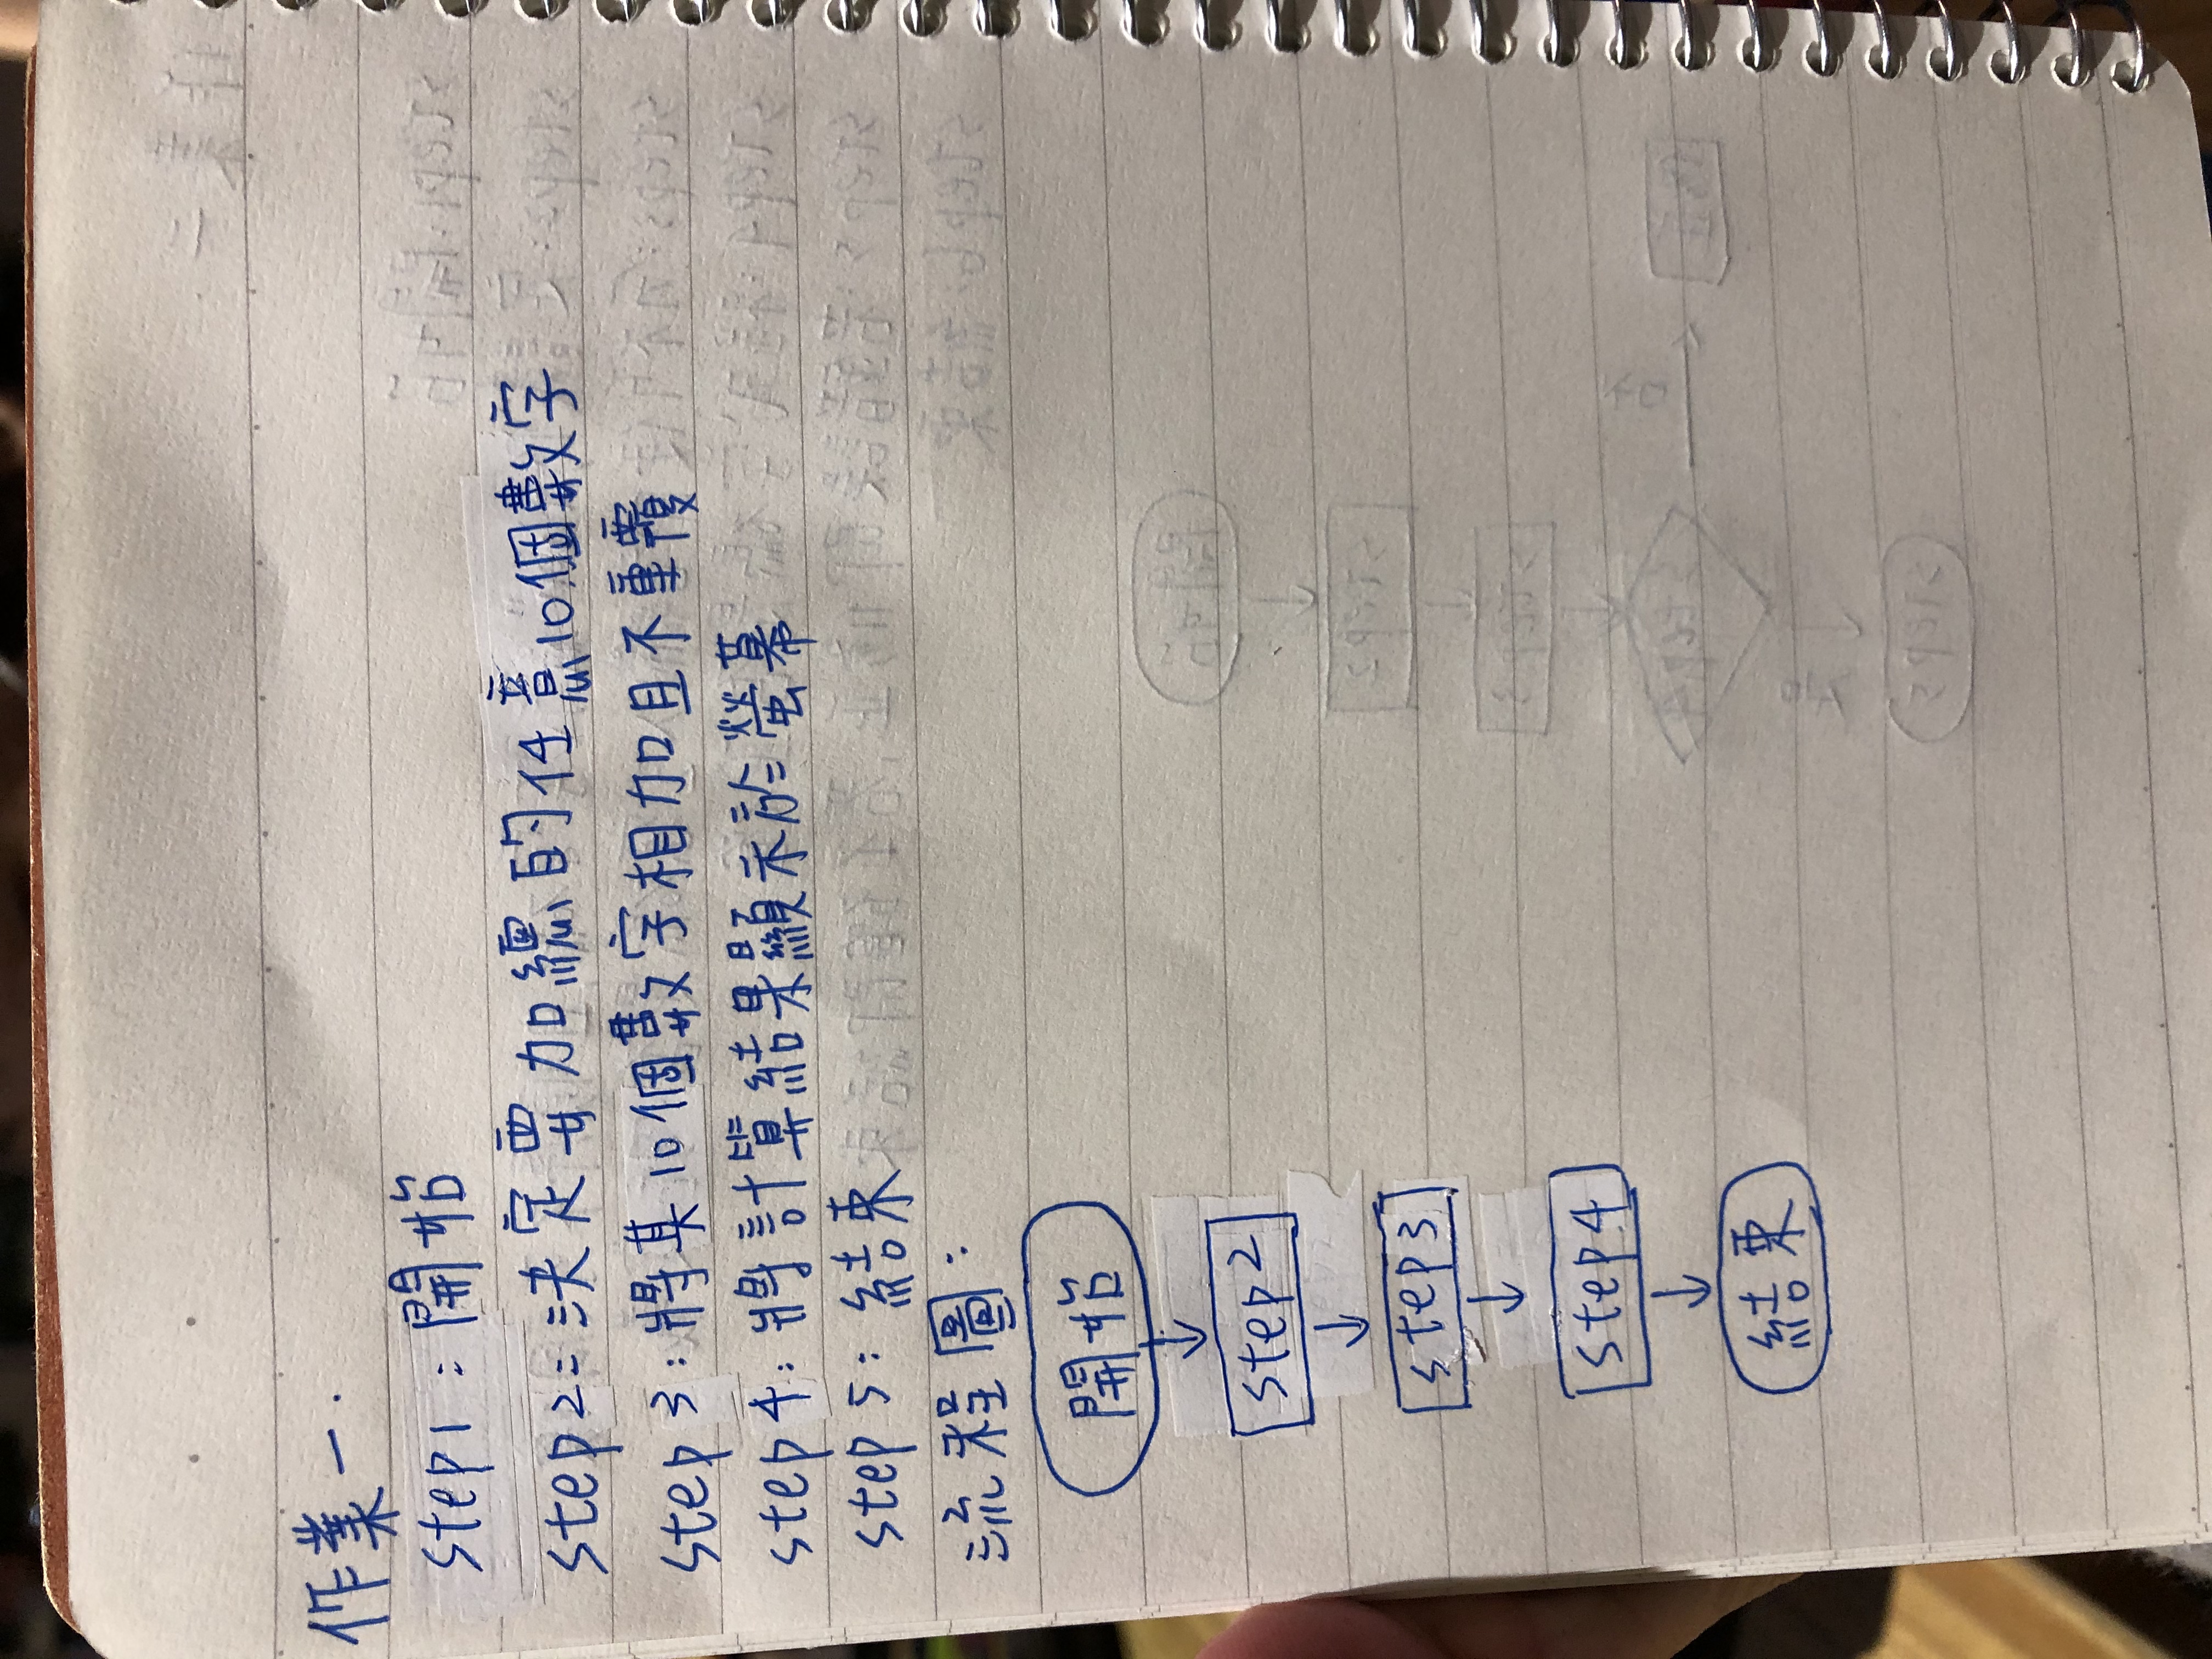 作業一.
step1:開始
step2:決定要加總的任意10個數字
step3:將其10個數字相加且不重覆
step4:將計算結果顯示於螢幕
step5:結束
流程圖:
開始
step2
step3
step4
結束